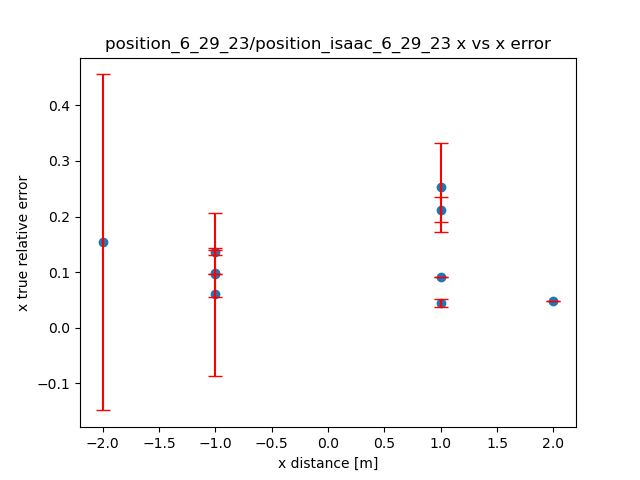 position_6_29_23/position_isaac_6_29_23 x vs x error
x true relative error
0.4
0.3
0.2
0.1
0.0
−0.1
−2.0 −1.5 −1.0 −0.5 0.0 0.5 1.0 1.5 2.0
x distance [m]